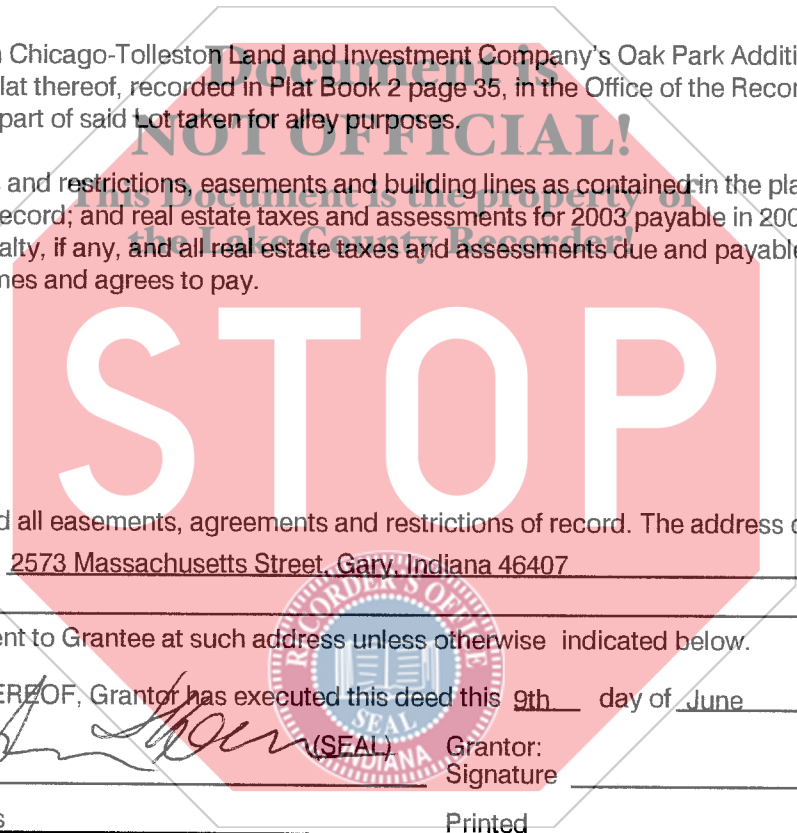 Chicago-Tolleston Land and Investment Company's Oak Park Additi
lat thereof, recorded in Plat Book 2 page 35, in the Office of the Recor
part of said Lot taken for alley purposes.
Document is
NOT OFFICIAL!
This Document is the property of
the Lake County Recorder!
and restrictions, easements and building lines as contained in the pla
ecord; and real estate taxes and assessments for 2003 payable in 200
alty, if any, and all real estate taxes and assessments due and payable
nes and agrees to pay.
STOP
d all easements, agreements and restrictions of record. The address o
2573 Massachusetts Street, Gary, Indiana 46407
ent to Grantee at such address unless otherwise indicated below.
EREOF, Grantor has executed this deed this 9th day of June
(SEAL) Grantor:
Signature
s Printed
RECORDER'S OFFICE
SEAL
INDIANA